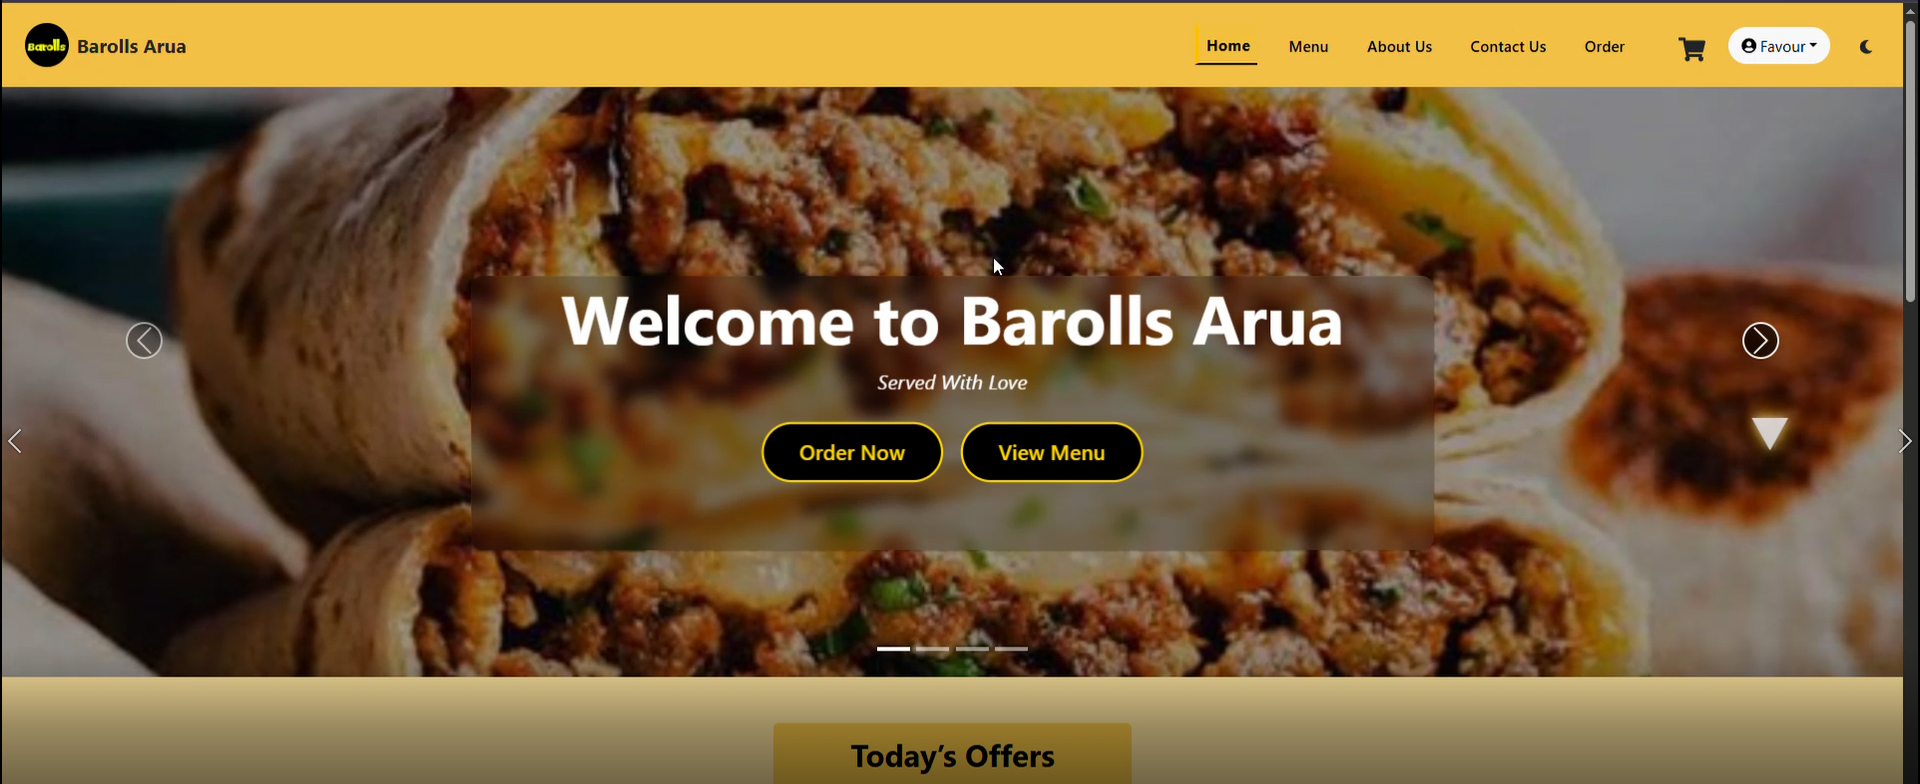 Barolls Barolls Arua Home Menu About Us Contact Us Order Favour
Welcome to Barolls Arua
Served With Love
Order Now View Menu
Today’s Offers